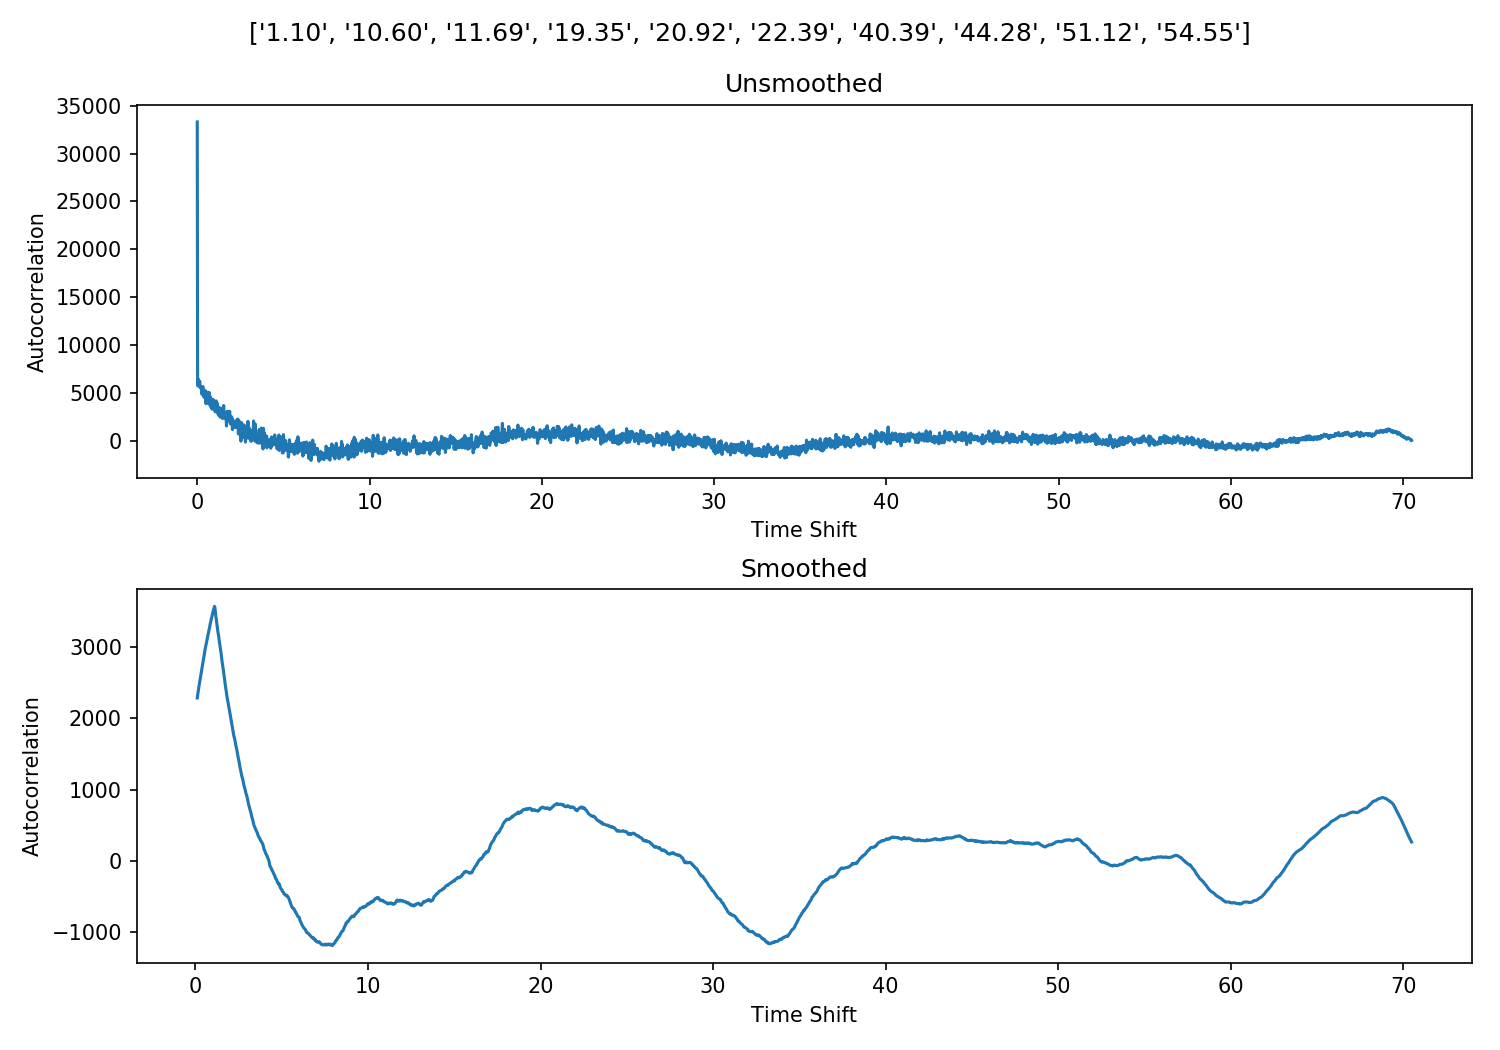 ['1.10', '10.60', '11.69', '19.35', '20.92', '22.39', '40.39', '44.28', '51.12', '54.55']
Unsmoothed
35000
30000
25000
20000
15000
10000
5000
0
Autocorrelation
0 10 20 30 40 50 60 70
Time Shift
Smoothed
3000
2000
1000
0
−1000
Autocorrelation
0 10 20 30 40 50 60 70
Time Shift